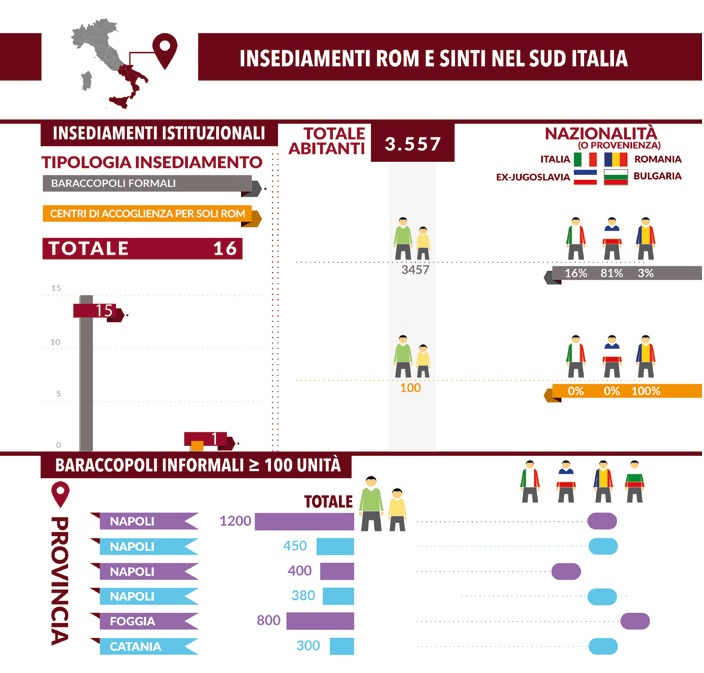 INSEDIAMENTI ROM E SINTI NEL SUD ITALIA
INSEDIAMENTI ISTITUZIONALI
TIPOLOGIA INSEDIAMENTO
BARACCOPOLI FORMALI
CENTRI DI ACCOGLIENZA PER SOLI ROM
TOTALE 16
15
15
10
5
1
0
TOTALE
ABITANTI
3.557
NAZIONALITÀ
(O PROVENIENZA)
ITALIA ROMANIA
EX-JUGOSLAVIA BULGARIA
3457
16% 81% 3%
100
0% 0% 100%
BARACCOPOLI INFORMALI ≥ 100 UNITÀ
PROVINCIA
TOTALE
NAPOLI 1200
NAPOLI 450
NAPOLI 400
NAPOLI 380
FOGGIA 800
CATANIA 300